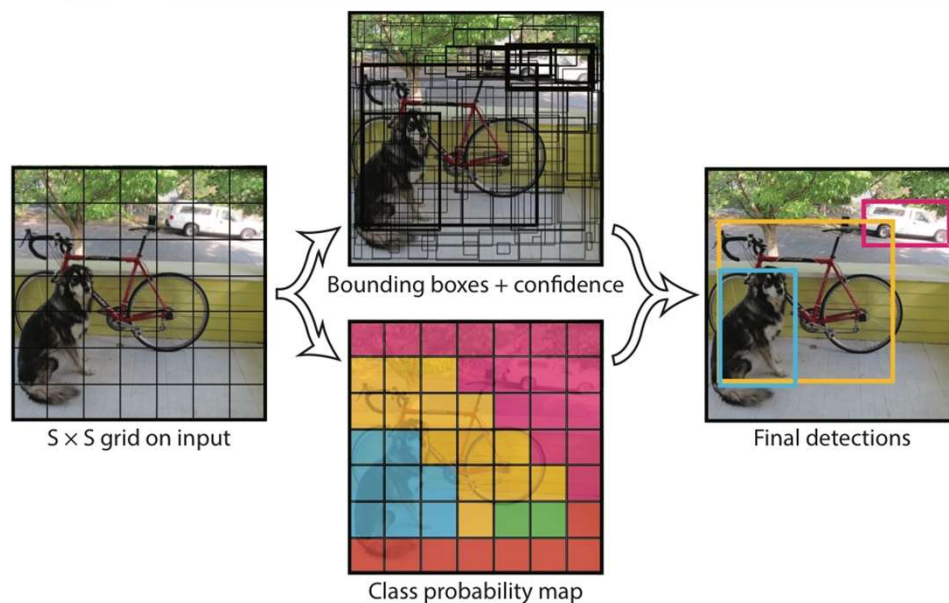 S × S grid on input
Bounding boxes + confidence
Class probability map
Final detections